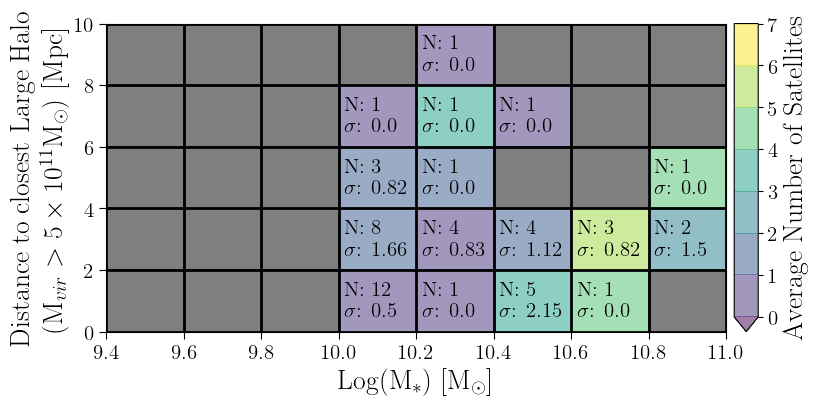 Distance to closest Large Halo
(M_{vir} > 5 × 10^{11}M_⊙) [Mpc]
10
8
6
4
2
0
N: 1
σ: 0.0
N: 1 N: 1 N: 1
σ: 0.0 σ: 0.0 σ: 0.0
N: 3 N: 1 N: 1
σ: 0.82 σ: 0.0 σ: 0.0
N: 8 N: 4 N: 4 N: 3 N: 2
σ: 1.66 σ: 0.83 σ: 1.12 σ: 0.82 σ: 1.5
N: 12 N: 1 N: 5 N: 1
σ: 0.5 σ: 0.0 σ: 2.15 σ: 0.0
9.4 9.6 9.8 10.0 10.2 10.4 10.6 10.8 11.0
Log(M_*) [M_⊙]
7
6
5
4
3
2
1
0
Average Number of Satellites